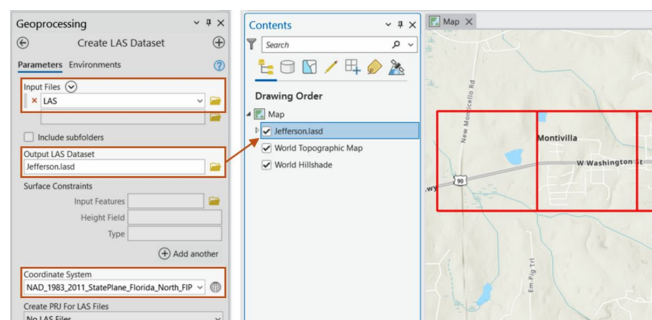 Geoprocessing
Create LAS Dataset
Parameters Environments
Input Files
LAS
Include subfolders
Output LAS Dataset
Jefferson.lasd
Surface Constraints
Input Features
Height Field
Type
Add another
Coordinate System
NAD_1983_2011_StatePlane_Florida_North_FIP
Create PRJ For LAS Files
No LAS Files
Contents
Search
Drawing Order
Map
Jefferson.lasd
World Topographic Map
World Hillshade
Map
New Monticello Rd
Montivilla
W Washington St
90
wy
Em Pig Trl